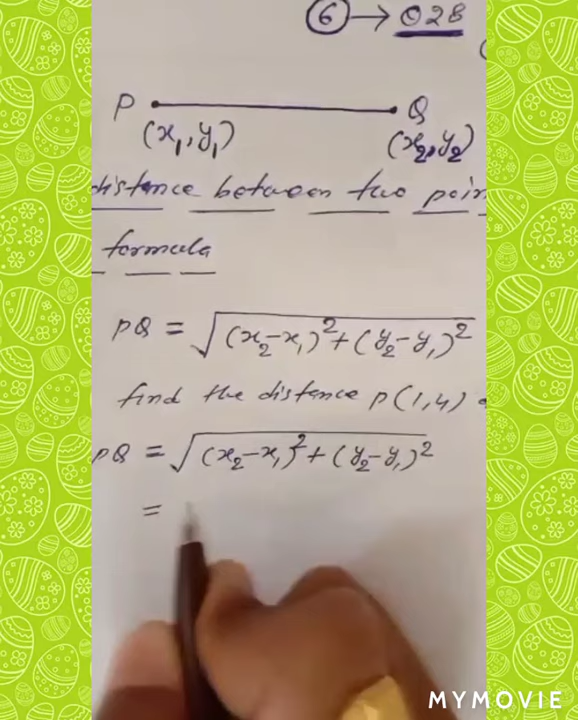 6 → 028
P Q
(x₁, y₁) (x₂, y₂)
distance between two poin
formula
PQ = √(x₂-x₁)²+(y₂-y₁)²
find the distance p(1,4)
PQ = √(x₂-x₁)²+(y₂-y₁)²
=
MYMOVIE